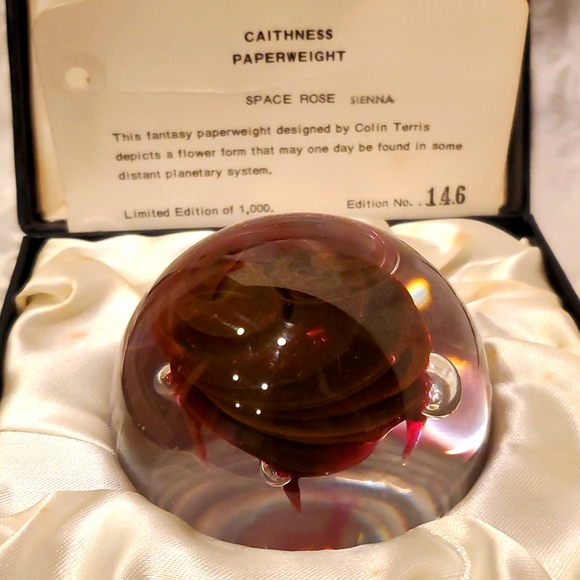 CAITHNESS
PAPERWEIGHT
SPACE ROSE SIENNA
This fantasy paperweight designed by Colin Terris
depicts a flower form that may one day be found in some
distant planetary system.
Limited Edition of 1,000. Edition No. . 146